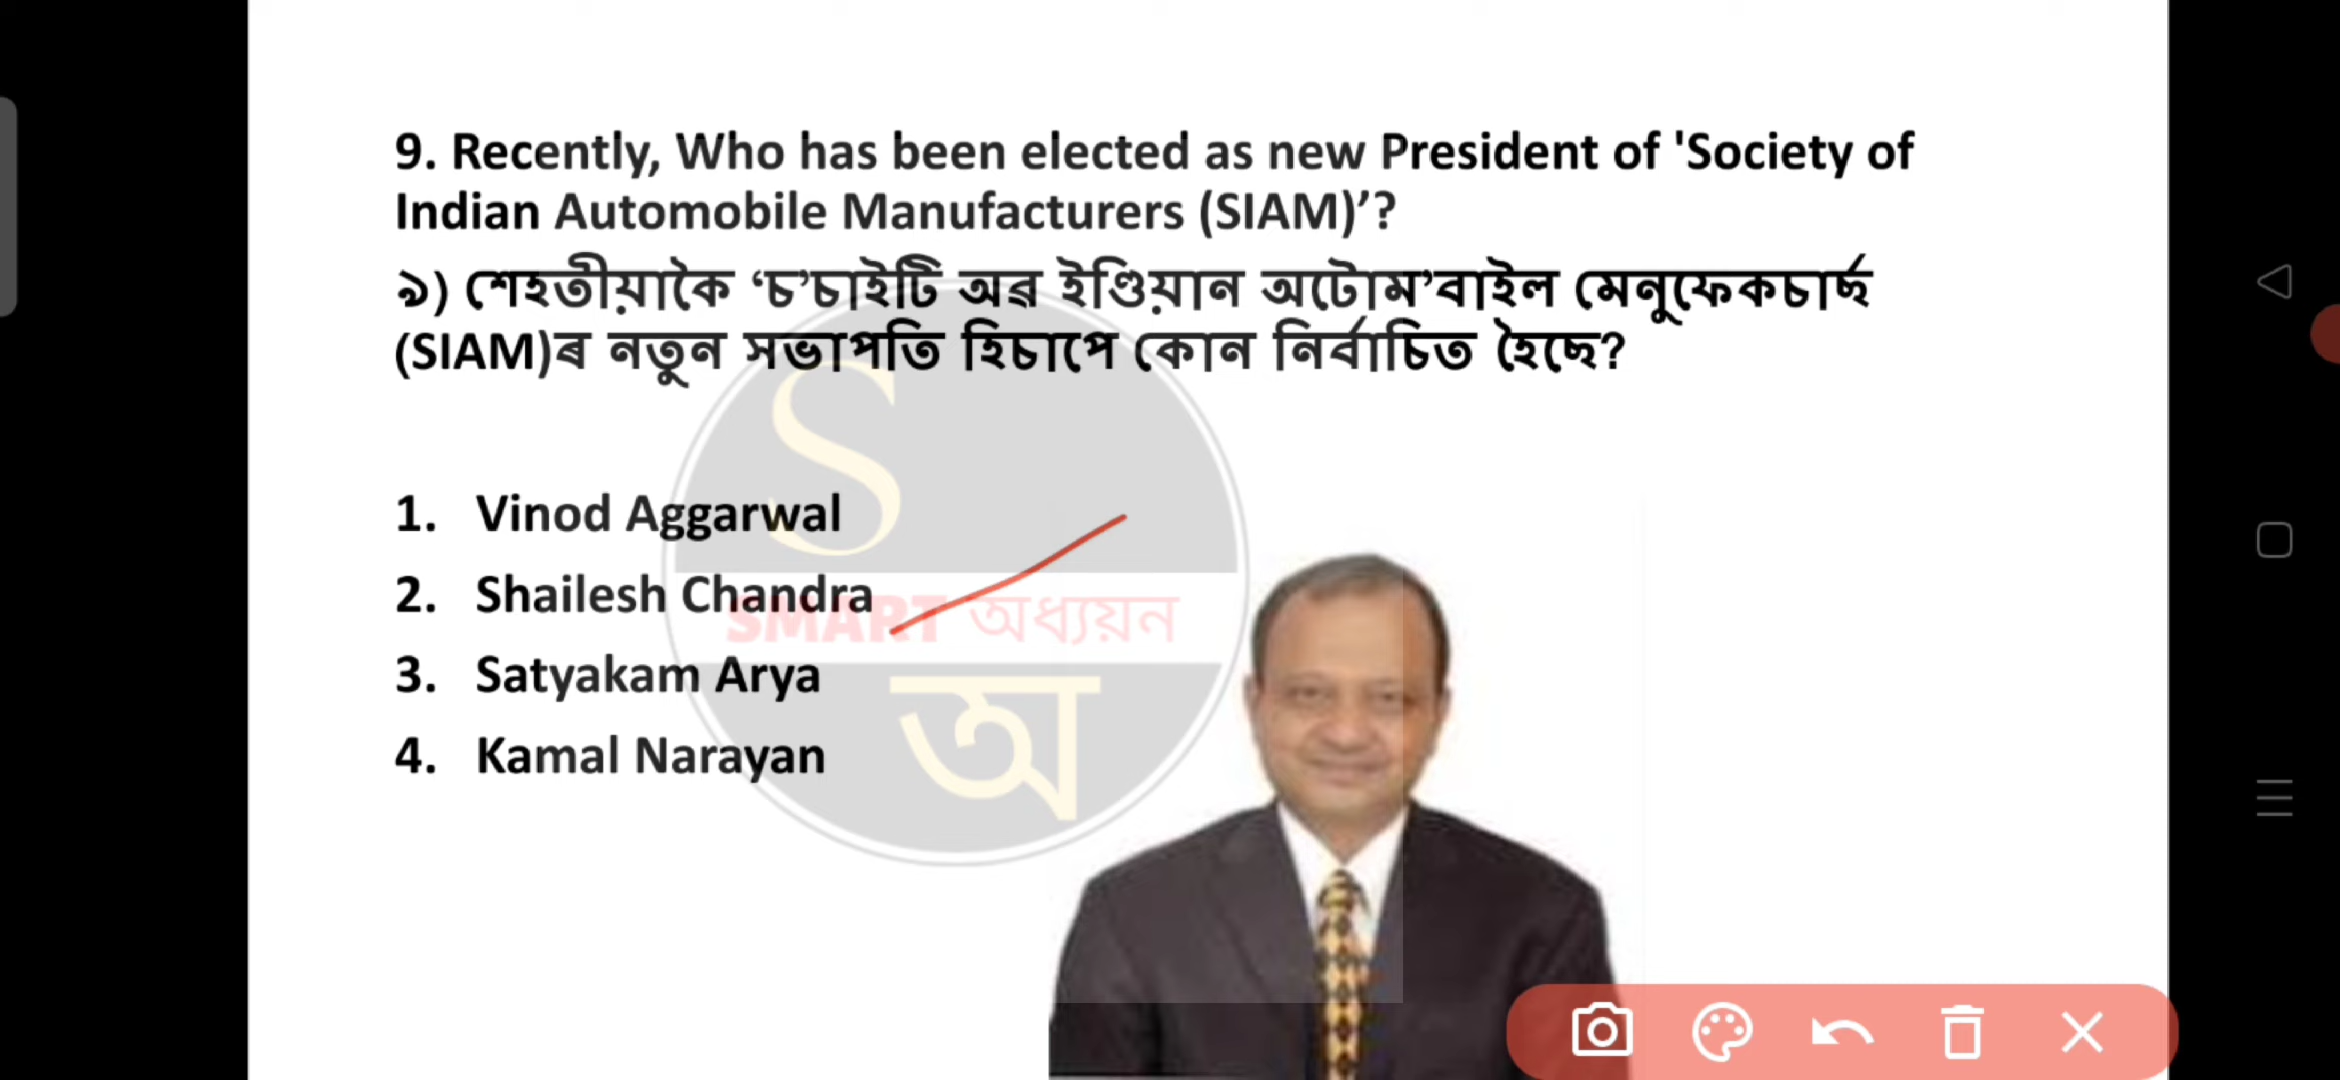 9. Recently, Who has been elected as new President of 'Society of
Indian Automobile Manufacturers (SIAM)’?
৯) শেহতীয়াকৈ ‘চ’চাইটি অৱ ইণ্ডিয়ান অটোম’বাইল মেনুফেকচাৰ্ছ
(SIAM)ৰ নতুন সভাপতি হিচাপে কোন নিৰ্বাচিত হৈছে?
1. Vinod Aggarwal
2. Shailesh Chandra
3. Satyakam Arya
4. Kamal Narayan
S
SMART অধ্যয়ন
অ